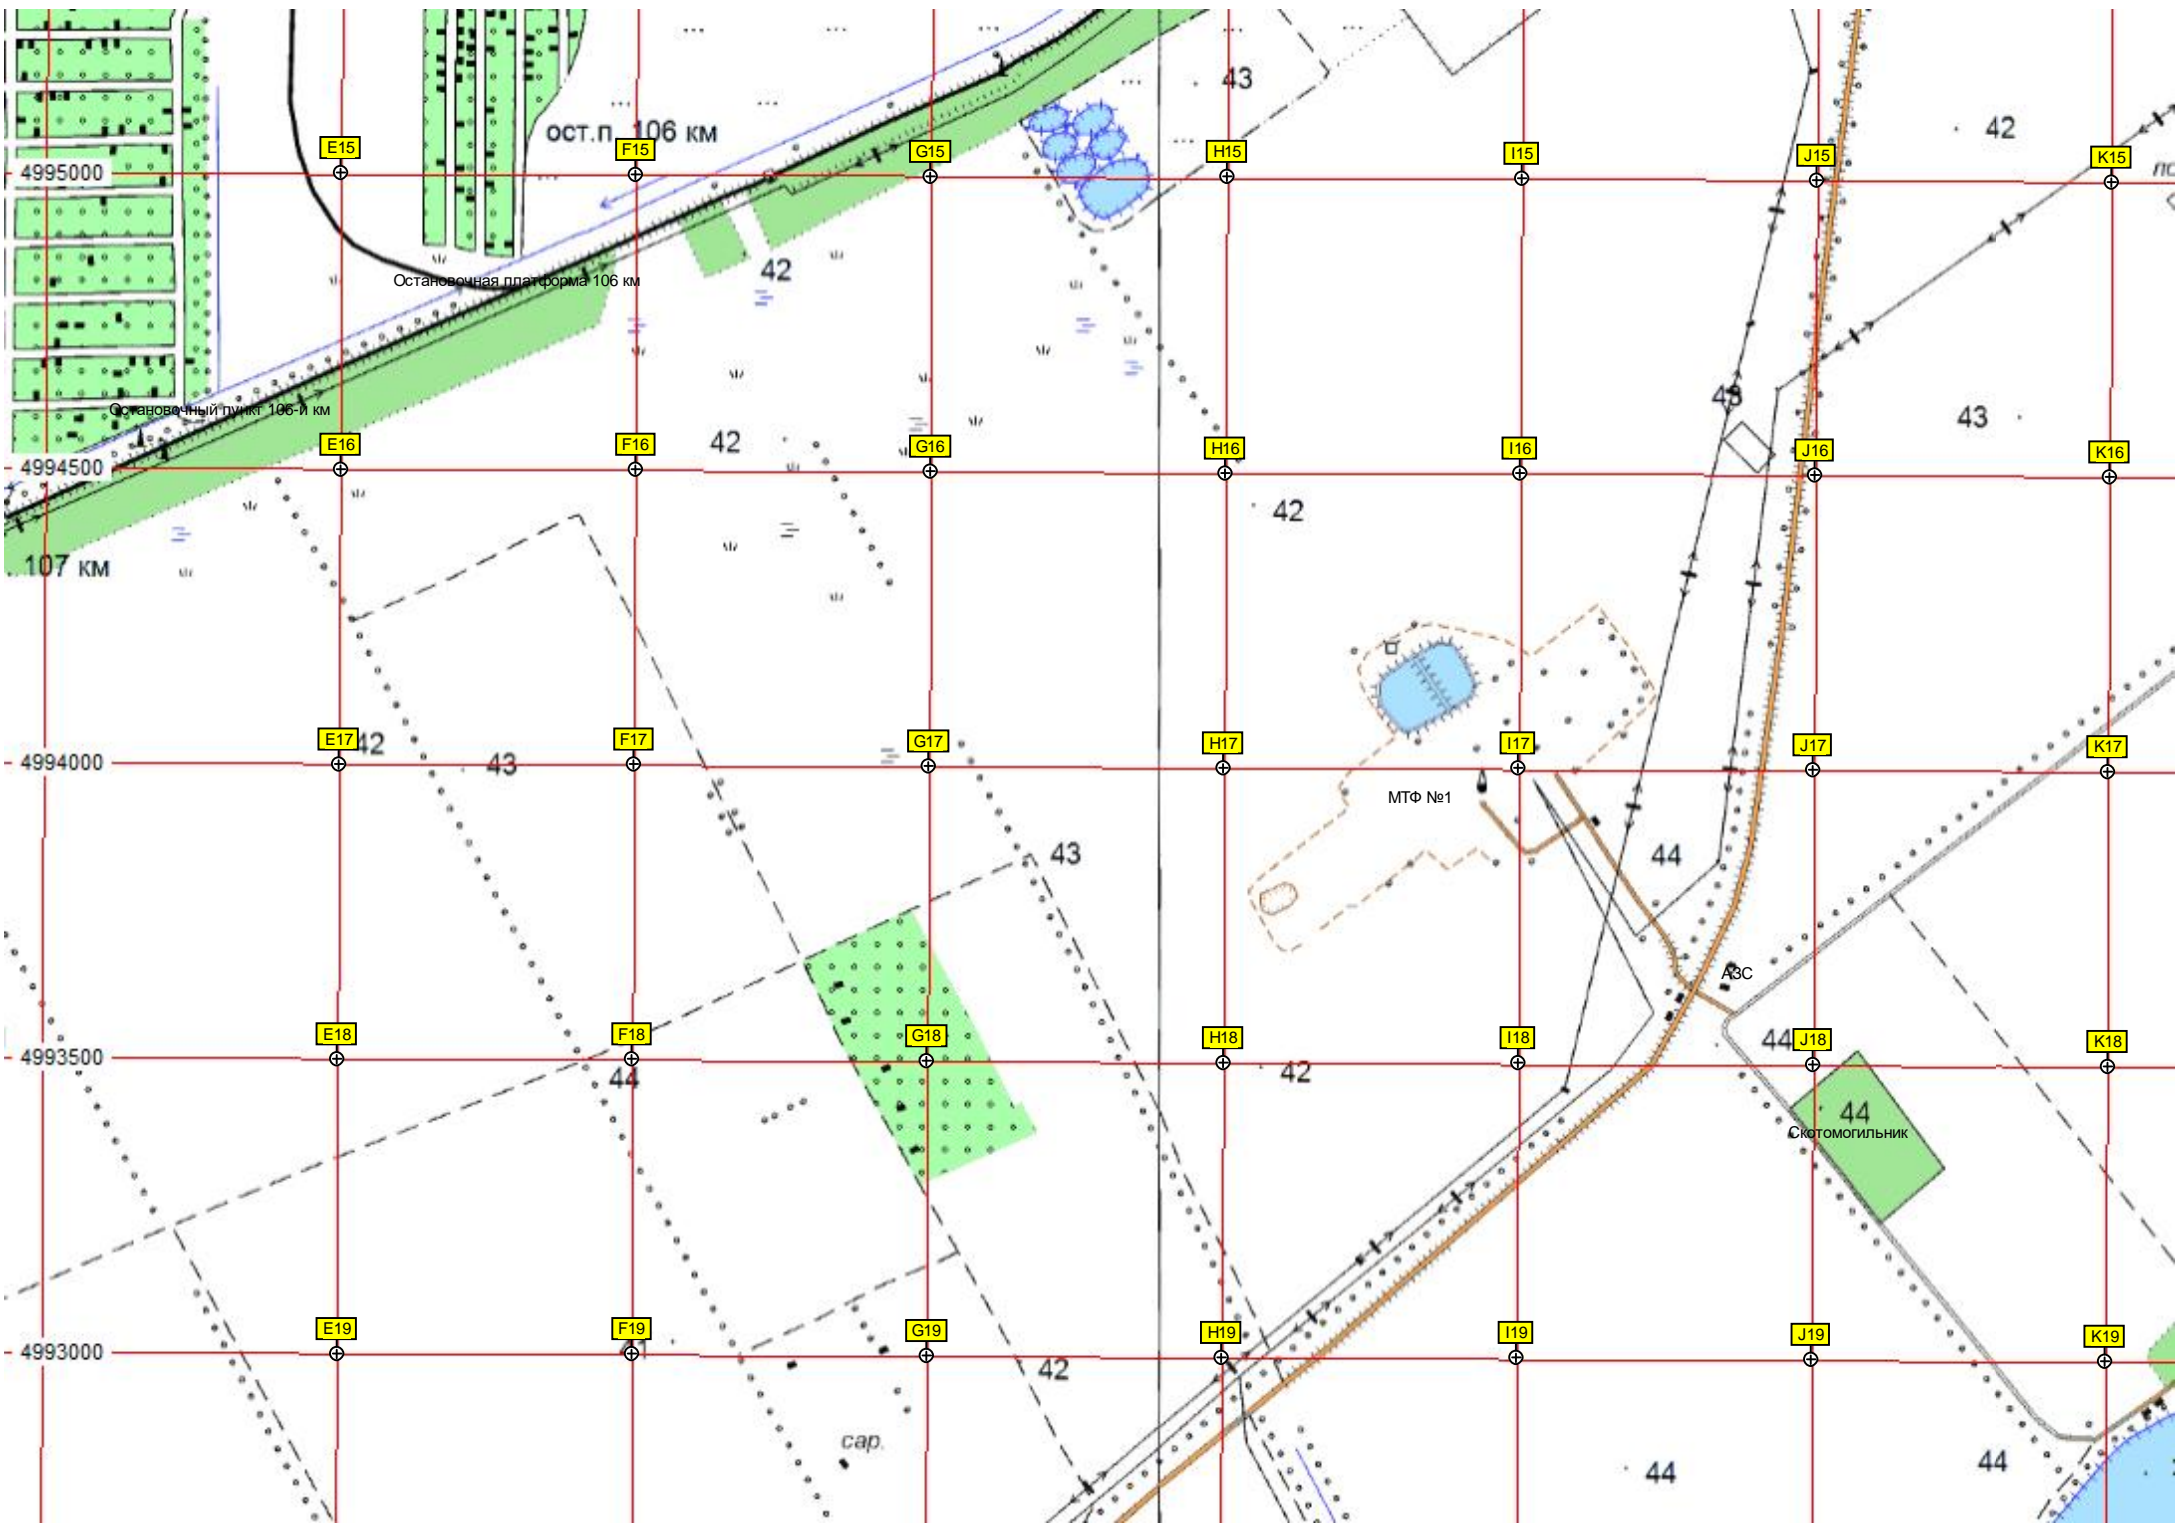 43
42
ост.п. 106 км
E15
F15
G15
H15
I15
J15
K15
4995000
по
42
Остановочная платформа 106 км
43
43
Остановочный пункт 106-й км
42
E16
F16
G16
H16
I16
J16
K16
4994500
42
107 км
E17
42
F17
G17
H17
I17
J17
K17
4994000
43
МТФ №1
43
44
АЗС
E18
F18
G18
H18
I18
44
J18
K18
4993500
44
42
44
Скотомогильник
E19
F19
G19
H19
I19
J19
K19
4993000
42
сар.
44
44